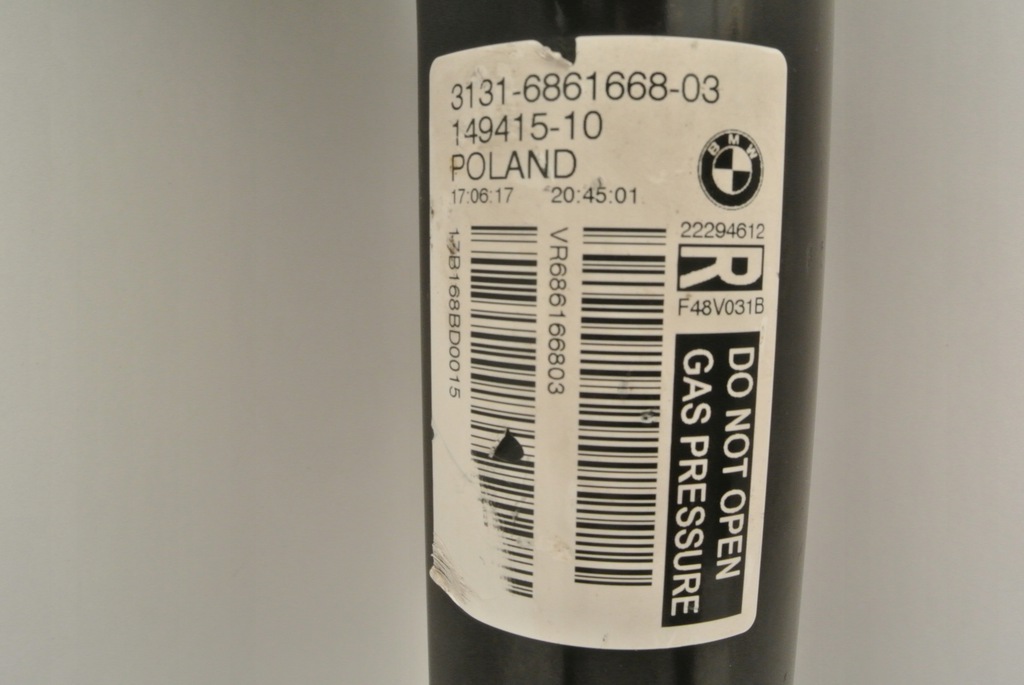 3131-6861668-03
149415-10
POLAND
17:06:17 20:45:01
BMW
22294612
R
F48V031B
17B168BD0015
VR686166803
DO NOT OPEN
GAS PRESSURE